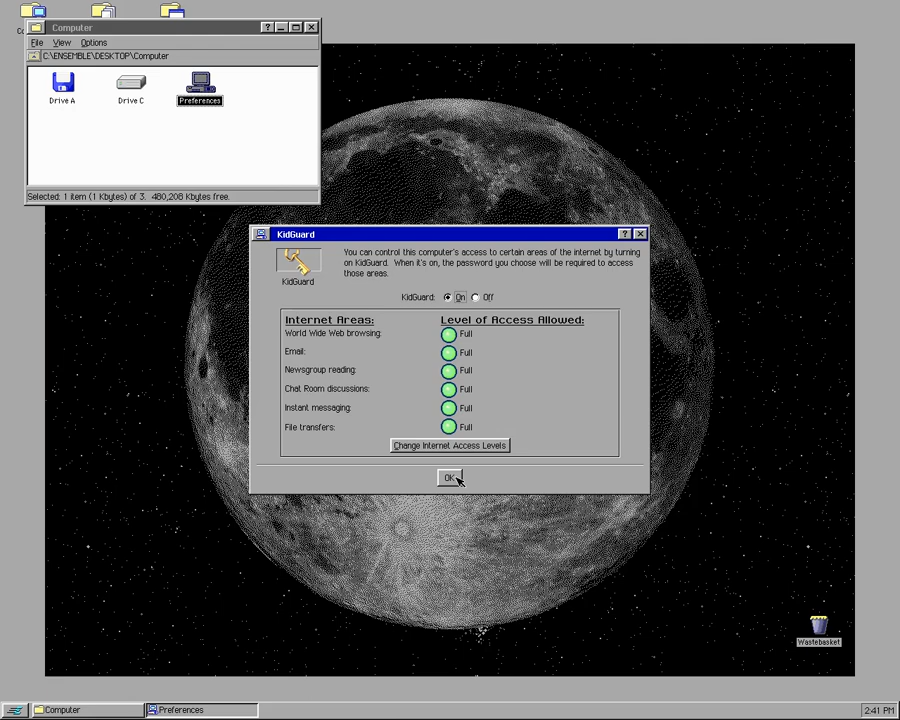 Computer
File View Options
C:\ENSEMBLE\DESKTOP\Computer
Drive A
Drive C
Preferences
Selected: 1 item (1 Kbytes) of 3. 480,208 Kbytes free.
KidGuard
You can control this computer's access to certain areas of the internet by turning
on KidGuard. When it's on, the password you choose will be required to access
those areas.
KidGuard
KidGuard: On Off
Internet Areas: Level of Access Allowed:
World Wide Web browsing: Full
Email: Full
Newsgroup reading: Full
Chat Room discussions: Full
Instant messaging: Full
File transfers: Full
Change Internet Access Levels
OK
Wastebasket
Computer
Preferences
2:41 PM